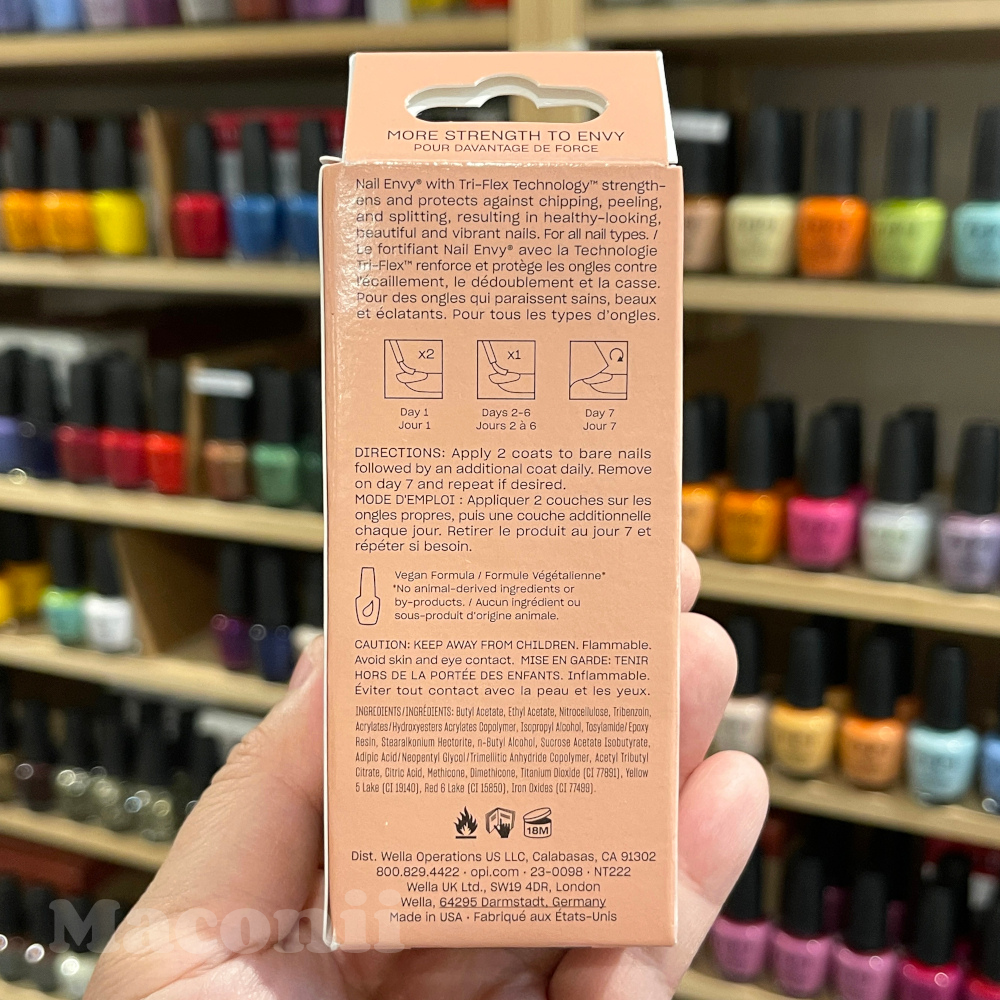 MORE STRENGTH TO ENVY
POUR DAVANTAGE DE FORCE
Nail Envy® with Tri-Flex Technology™ strength-
ens and protects against chipping, peeling,
and splitting, resulting in healthy-looking,
beautiful and vibrant nails. For all nail types. /
Le fortifiant Nail Envy® avec la Technologie
Tri-Flex™ renforce et protège les ongles contre
l'écaillement, le dédoublement et la casse.
Pour des ongles qui paraissent sains, beaux
et éclatants. Pour tous les types d'ongles.
x2 x1
Day 1 Days 2-6 Day 7
Jour 1 Jours 2 à 6 Jour 7
DIRECTIONS: Apply 2 coats to bare nails
followed by an additional coat daily. Remove
on day 7 and repeat if desired.
MODE D'EMPLOI : Appliquer 2 couches sur les
ongles propres, puis une couche additionnelle
chaque jour. Retirer le produit au jour 7 et
répéter si besoin.
Vegan Formula / Formule Végétalienne*
*No animal-derived ingredients or
by-products. / Aucun ingrédient ou
sous-produit d'origine animale.
CAUTION: KEEP AWAY FROM CHILDREN. Flammable.
Avoid skin and eye contact. MISE EN GARDE: TENIR
HORS DE LA PORTÉE DES ENFANTS. Inflammable.
Éviter tout contact avec la peau et les yeux.
INGREDIENTS/INGRÉDIENTS: Butyl Acetate, Ethyl Acetate, Nitrocellulose, Tribenzoin,
Acrylates/Hydroxyesters Acrylates Copolymer, Isopropyl Alcohol, Tosylamide/Epoxy
Resin, Stearalkonium Hectorite, n-Butyl Alcohol, Sucrose Acetate Isobutyrate,
Adipic Acid/Neopentyl Glycol/Trimellitic Anhydride Copolymer, Acetyl Tributyl
Citrate, Citric Acid, Methicone, Dimethicone, Titanium Dioxide (CI 77891), Yellow
5 Lake (CI 19140), Red 6 Lake (CI 15850), Iron Oxides (CI 77499).
18M
Dist. Wella Operations US LLC, Calabasas, CA 91302
800.829.4422 • opi.com • 23-0098 • NT222
Wella UK Ltd., SW19 4DR, London
Wella, 64295 Darmstadt, Germany
Made in USA • Fabriqué aux États-Unis
Maconii